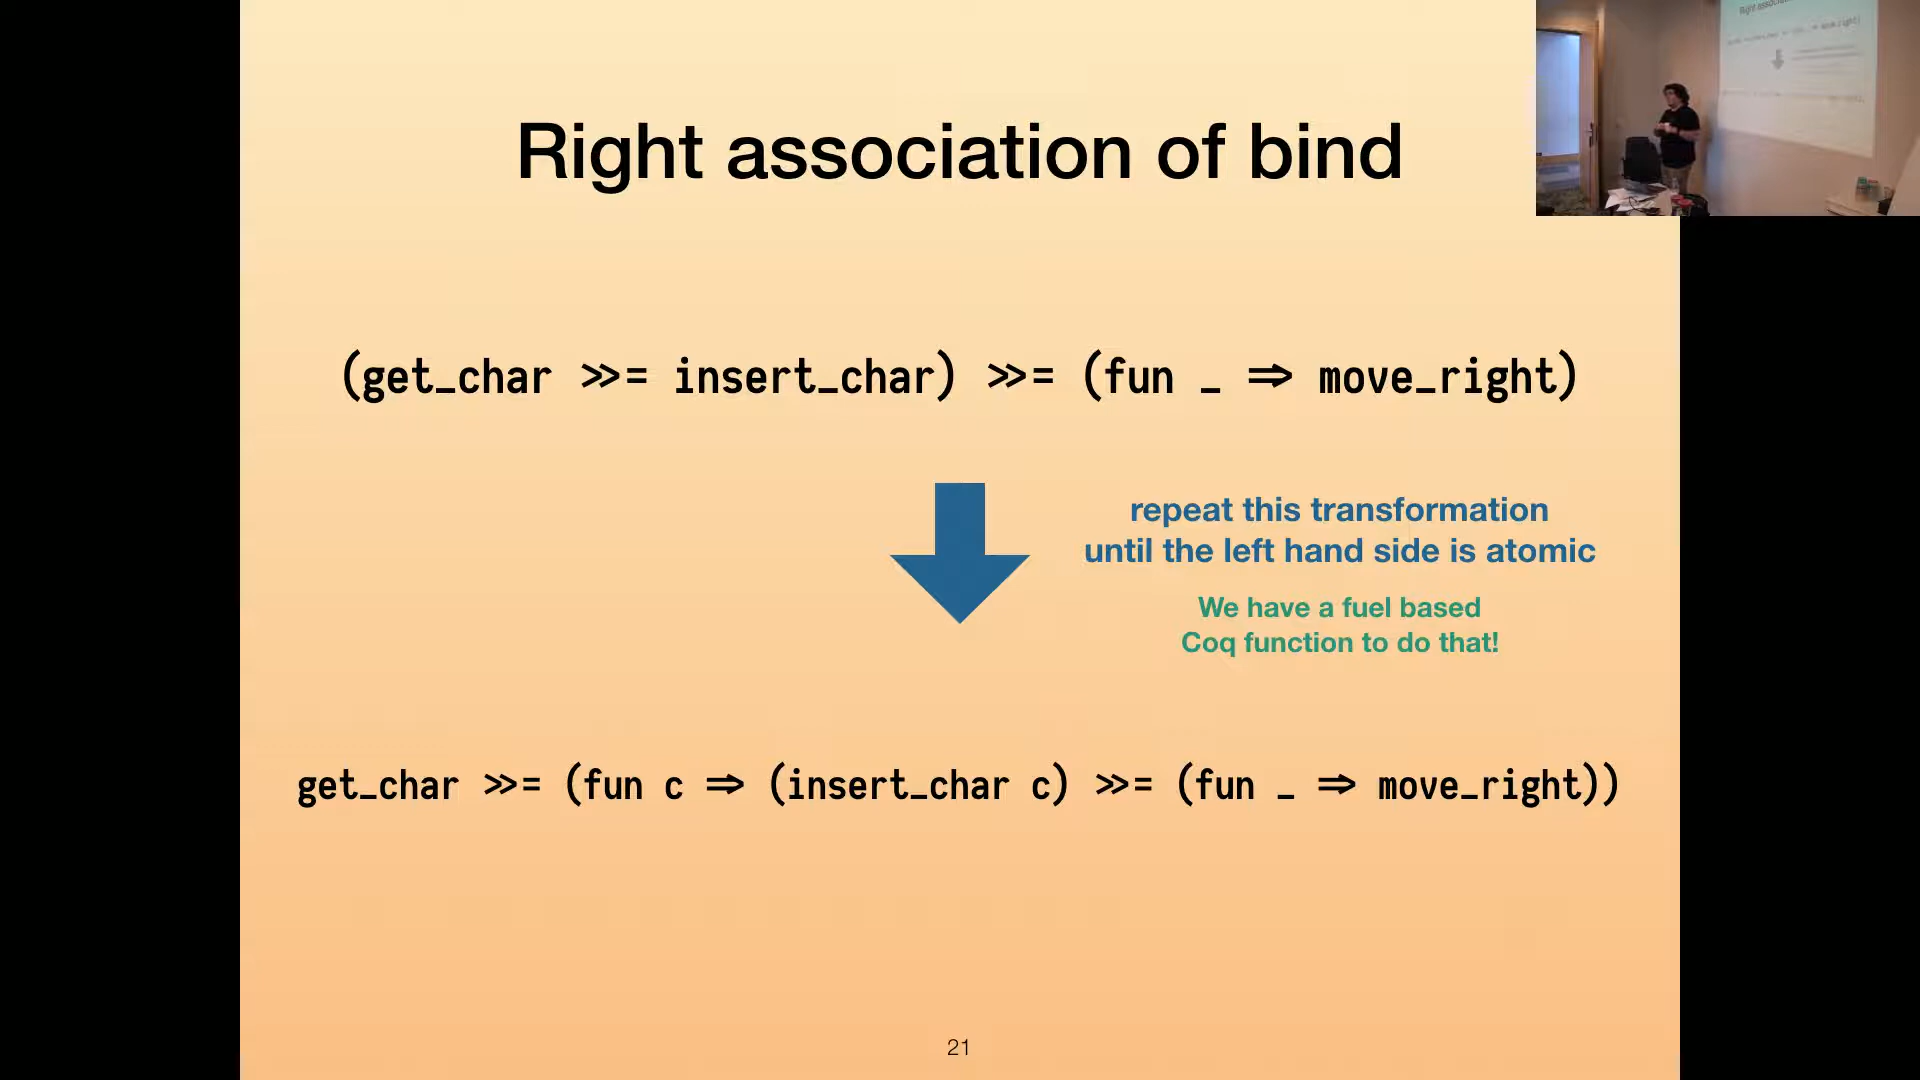 Right association of bind
(get_char >>= insert_char) >>= (fun _ ⇒ move_right)
repeat this transformation
until the left hand side is atomic
We have a fuel based
Coq function to do that!
get_char >>= (fun c ⇒ (insert_char c) >>= (fun _ ⇒ move_right))
21